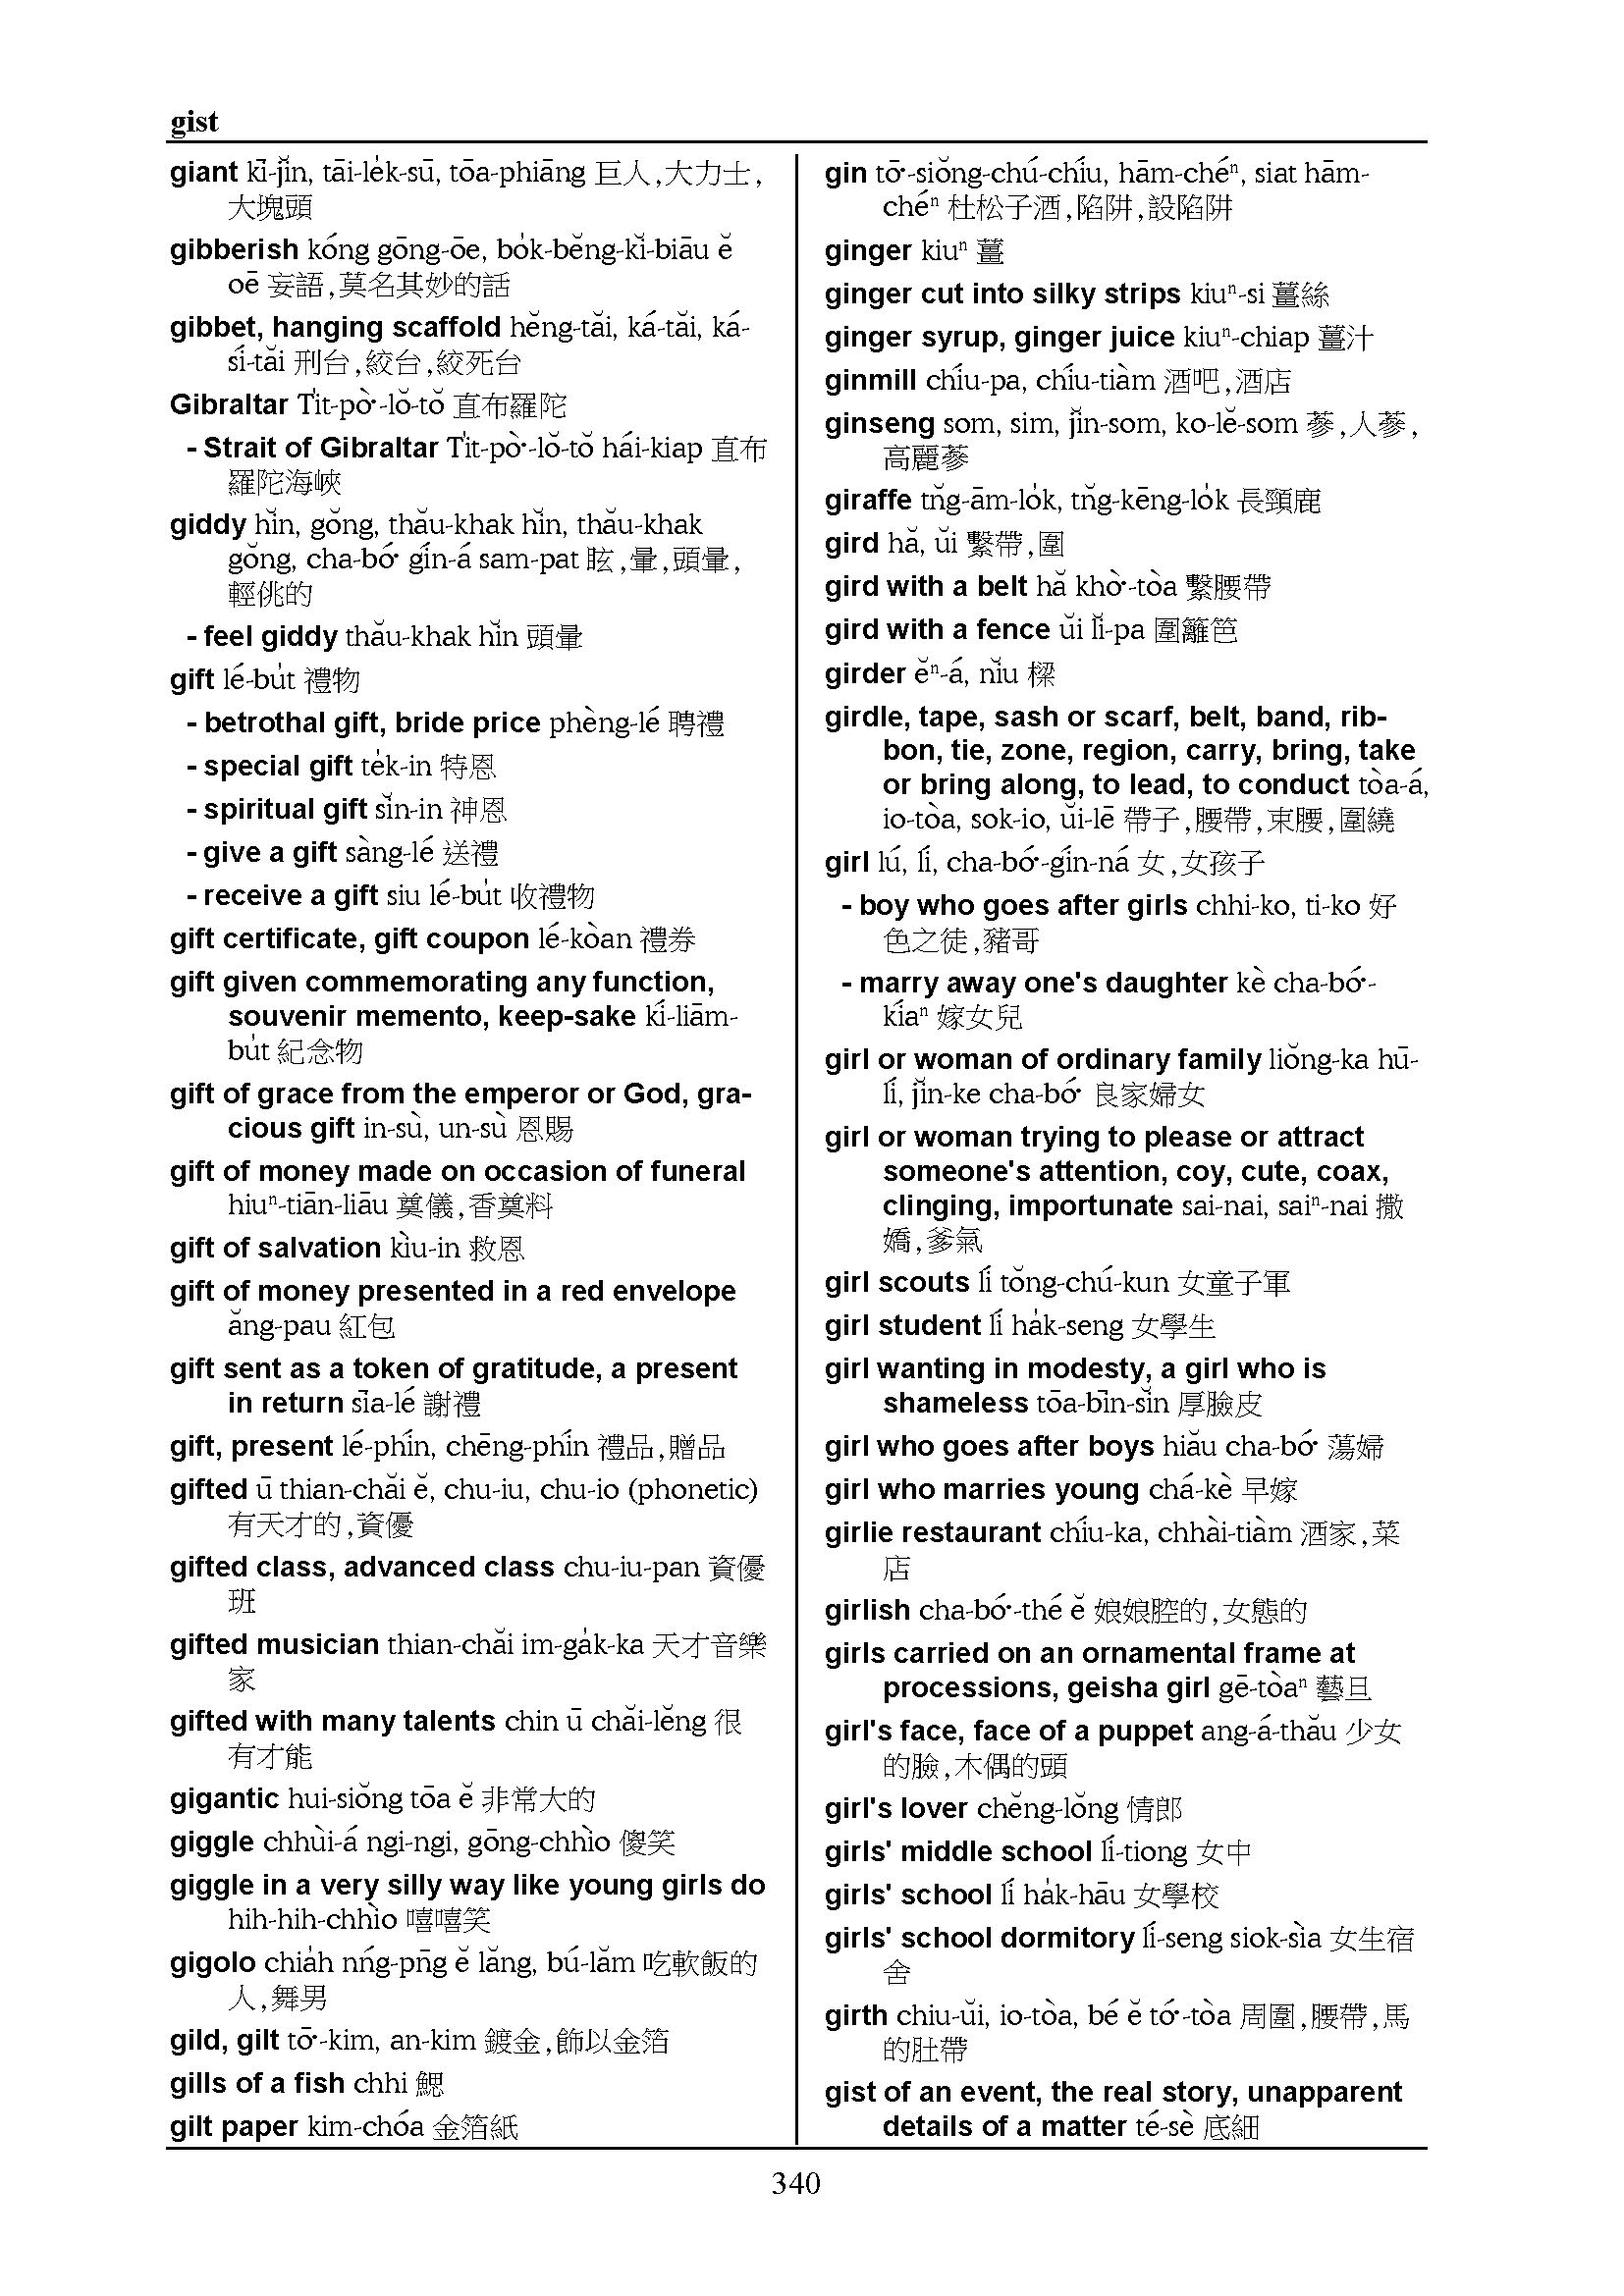 gist
giant kī-jĭn, tāi-le̍k-sū, tōa-phiāng 巨人,大力士,
大塊頭
gibberish kóng gōng-ōe, bo̍k-bĕng-kĭ-biāu ĕ
oē 妄語,莫名其妙的話
gibbet, hanging scaffold hĕng-tăi, ká-tăi, ká-
sí-tăi 刑台,絞台,絞死台
Gibraltar Ti̍t-pò͘-lŏ-tŏ 直布羅陀
- Strait of Gibraltar Ti̍t-pò͘-lŏ-tŏ hái-kiap 直布
羅陀海峽
giddy hĭn, gŏng, thău-khak hĭn, thău-khak
gŏng, cha-bó͘ gín-á sam-pat 眩,暈,頭暈,
輕佻的
- feel giddy thău-khak hĭn 頭暈
gift lé-bu̍t 禮物
- betrothal gift, bride price phèng-lé 聘禮
- special gift te̍k-in 特恩
- spiritual gift sĭn-in 神恩
- give a gift sàng-lé 送禮
- receive a gift siu lé-bu̍t 收禮物
gift certificate, gift coupon lé-kòan 禮券
gift given commemorating any function,
souvenir memento, keep-sake kí-liām-
bu̍t 紀念物
gift of grace from the emperor or God, gra-
cious gift in-sù, un-sù 恩賜
gift of money made on occasion of funeral
hiuⁿ-tiān-liāu 奠儀,香奠料
gift of salvation kìu-in 救恩
gift of money presented in a red envelope
ăng-pau 紅包
gift sent as a token of gratitude, a present
in return sīa-lé 謝禮
gift, present lé-phín, chēng-phín 禮品,贈品
gifted ū thian-chăi ĕ, chu-iu, chu-io (phonetic)
有天才的,資優
gifted class, advanced class chu-iu-pan 資優
班
gifted musician thian-chăi im-ga̍k-ka 天才音樂
家
gifted with many talents chin ū chăi-lĕng 很
有才能
gigantic hui-siŏng tōa ĕ 非常大的
giggle chhùi-á ngi-ngi, gōng-chhìo 傻笑
giggle in a very silly way like young girls do
hih-hih-chhìo 嘻嘻笑
gigolo chia̍h nńg-pn̄g ĕ lăng, bú-lăm 吃軟飯的
人,舞男
gild, gilt tō͘-kim, an-kim 鍍金,飾以金箔
gills of a fish chhi 鰓
gilt paper kim-chóa 金箔紙
gin tō͘-siŏng-chú-chíu, hām-chéⁿ, siat hām-
chéⁿ 杜松子酒,陷阱,設陷阱
ginger kiuⁿ 薑
ginger cut into silky strips kiuⁿ-si 薑絲
ginger syrup, ginger juice kiuⁿ-chiap 薑汁
ginmill chíu-pa, chíu-tiàm 酒吧,酒店
ginseng som, sim, jĭn-som, ko-lĕ-som 蔘,人蔘,
高麗蔘
giraffe tn̆g-ām-lo̍k, tn̆g-kēng-lo̍k 長頸鹿
gird hă, ŭi 繫帶,圍
gird with a belt hă khò͘-tòa 繫腰帶
gird with a fence ŭi lĭ-pa 圍籬笆
girder ĕⁿ-á, nĭu 樑
girdle, tape, sash or scarf, belt, band, rib-
bon, tie, zone, region, carry, bring, take
or bring along, to lead, to conduct tòa-á,
io-tòa, sok-io, ŭi-lē 帶子,腰帶,束腰,圍繞
girl lú, lí, cha-bó͘-gín-ná 女,女孩子
- boy who goes after girls chhi-ko, ti-ko 好
色之徒,豬哥
- marry away one's daughter kè cha-bó͘-
kíaⁿ 嫁女兒
girl or woman of ordinary family liŏng-ka hū-
lí, jĭn-ke cha-bó͘ 良家婦女
girl or woman trying to please or attract
someone's attention, coy, cute, coax,
clinging, importunate sai-nai, saiⁿ-nai 撒
嬌,爹氣
girl scouts lí tŏng-chú-kun 女童子軍
girl student lí ha̍k-seng 女學生
girl wanting in modesty, a girl who is
shameless tōa-bīn-sĭn 厚臉皮
girl who goes after boys hiău cha-bó͘ 蕩婦
girl who marries young chá-kè 早嫁
girlie restaurant chíu-ka, chhài-tiàm 酒家,菜
店
girlish cha-bó͘-thé ĕ 娘娘腔的,女態的
girls carried on an ornamental frame at
processions, geisha girl gē-tòaⁿ 藝旦
girl's face, face of a puppet ang-á-thău 少女
的臉,木偶的頭
girl's lover chĕng-lŏng 情郎
girls' middle school lí-tiong 女中
girls' school lí ha̍k-hāu 女學校
girls' school dormitory lí-seng siok-sìa 女生宿
舍
girth chiu-ŭi, io-tòa, bé ĕ tó͘-tòa 周圍,腰帶,馬
的肚帶
gist of an event, the real story, unapparent
details of a matter té-sè 底細
340